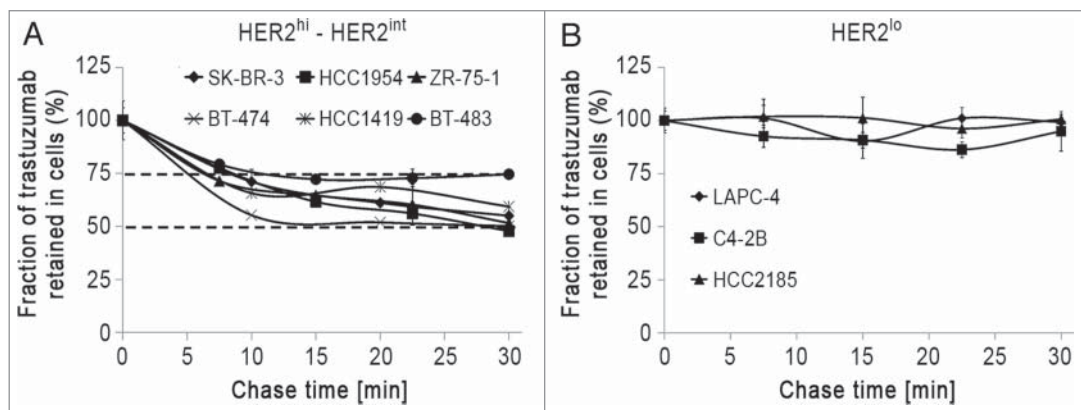 A
HER2hi - HER2int
Fraction of trastuzumab
retained in cells (%)
125
100
75
50
25
0
SK-BR-3 HCC1954 ZR-75-1
BT-474 HCC1419 BT-483
0 5 10 15 20 25 30
Chase time [min]
B
HER2lo
Fraction of trastuzumab
retained in cells (%)
125
100
75
50
25
0
LAPC-4
C4-2B
HCC2185
0 5 10 15 20 25 30
Chase time [min]